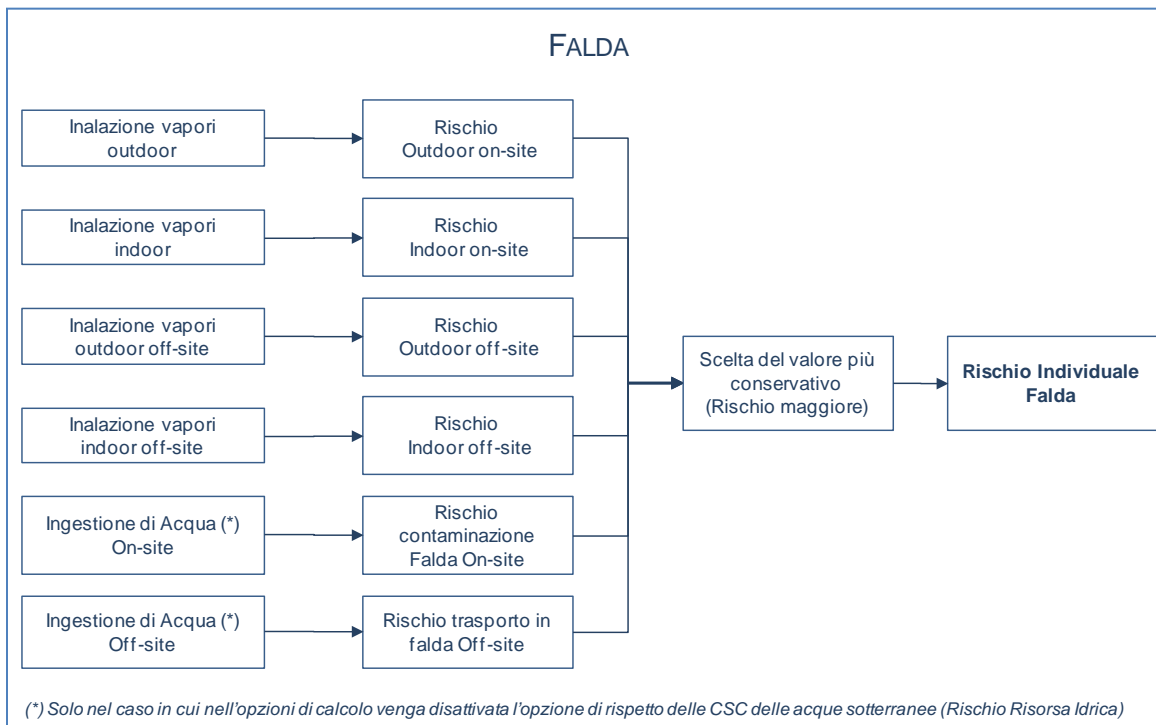 FALDA
Inalazione vapori
outdoor
Rischio
Outdoor on-site
Inalazione vapori
indoor
Rischio
Indoor on-site
Inalazione vapori
outdoor off-site
Rischio
Outdoor off-site
Inalazione vapori
indoor off-site
Rischio
Indoor off-site
Ingestione di Acqua (*)
On-site
Rischio
contaminazione
Falda On-site
Ingestione di Acqua (*)
Off-site
Rischio trasporto in
falda Off-site
Scelta del valore più
conservativo
(Rischio maggiore)
Rischio Individuale
Falda
(*) Solo nel caso in cui nell'opzioni di calcolo venga disattivata l'opzione di rispetto delle CSC delle acque sotterranee (Rischio Risorsa Idrica)